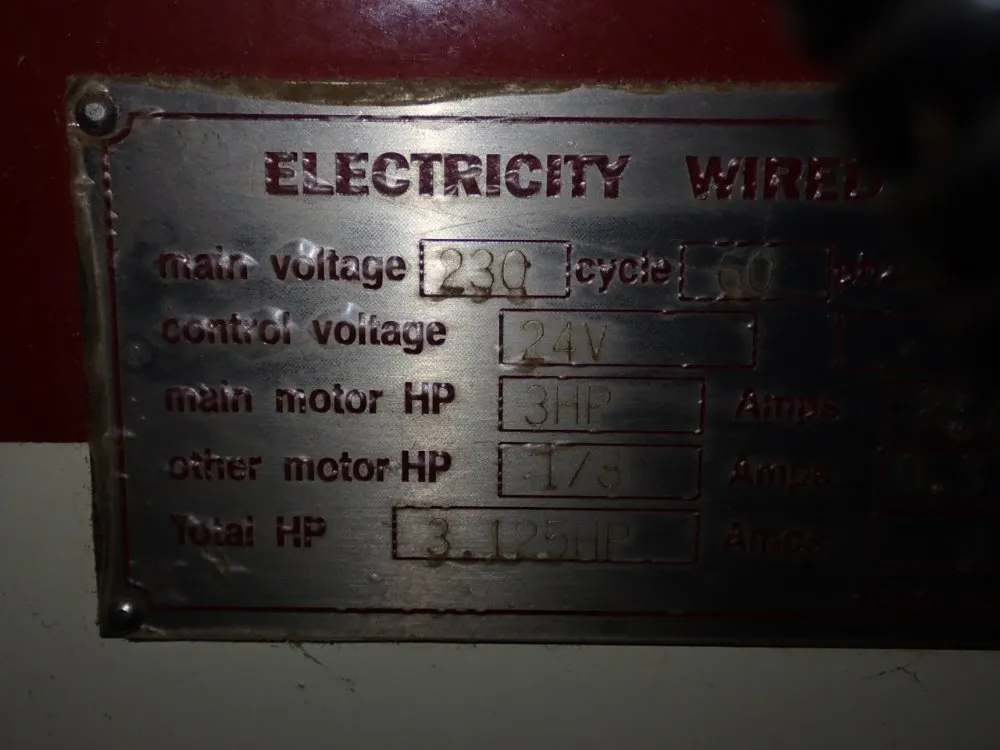 ELECTRICITY WIRED
main voltage 230 cycle 60
control voltage 24V
main motor HP 3HP Amps
other motor HP 1/8 Amps
Total HP 3.125HP Amps